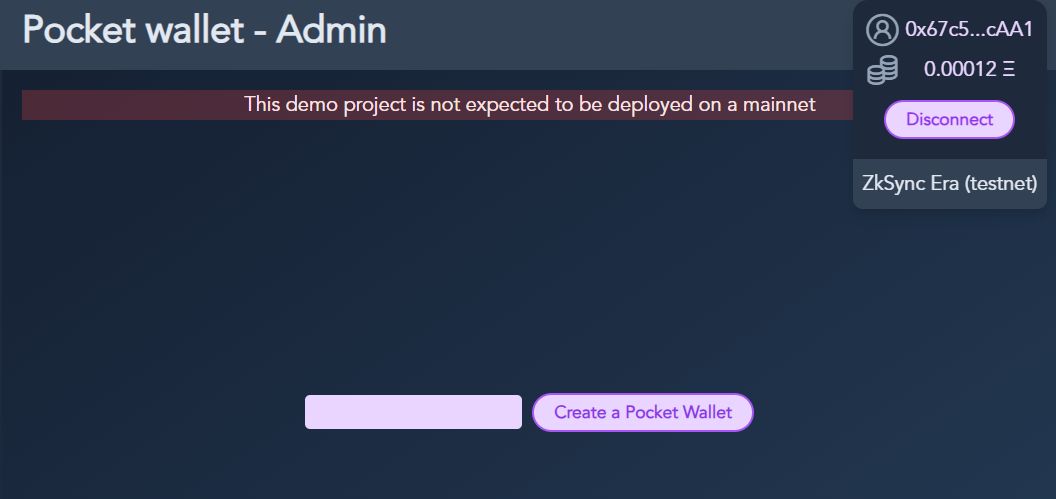 Pocket wallet - Admin
0x67c5...cAA1
0.00012 Ξ
Disconnect
ZkSync Era (testnet)
This demo project is not expected to be deployed on a mainnet
Create a Pocket Wallet